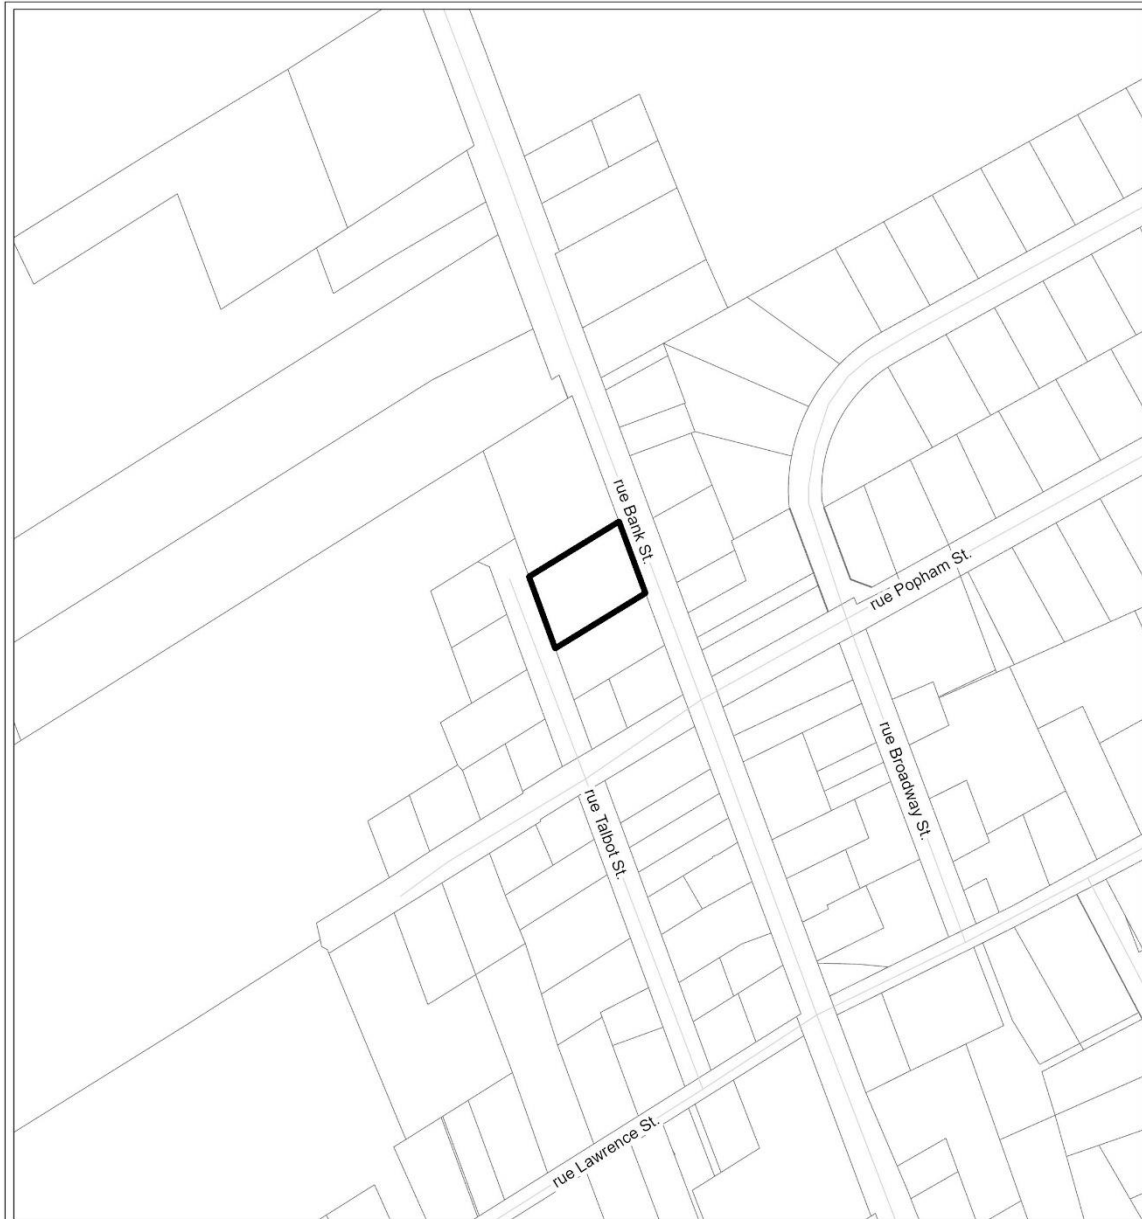 rue Bank St.
rue Popham St.
rue Broadway St.
rue Talbot St.
rue Lawrence St.